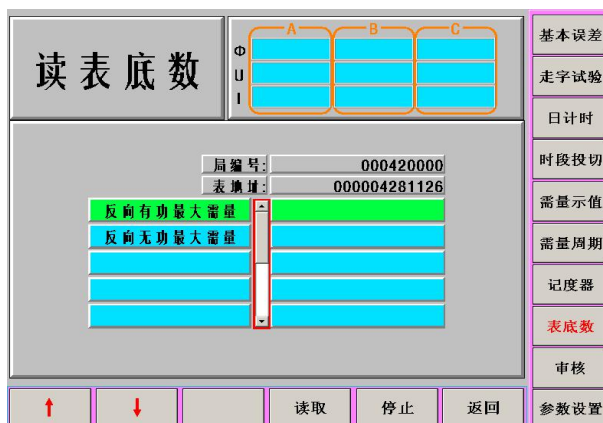 读表底数
A B C
Φ
U
I
局编号: 000420000
表地址: 000004281126
反向有功最大需量
反向无功最大需量
↑ ↓ 读取 停止 返回
基本误差
走字试验
日计时
时段投切
需量示值
需量周期
记度器
表底数
审核
参数设置